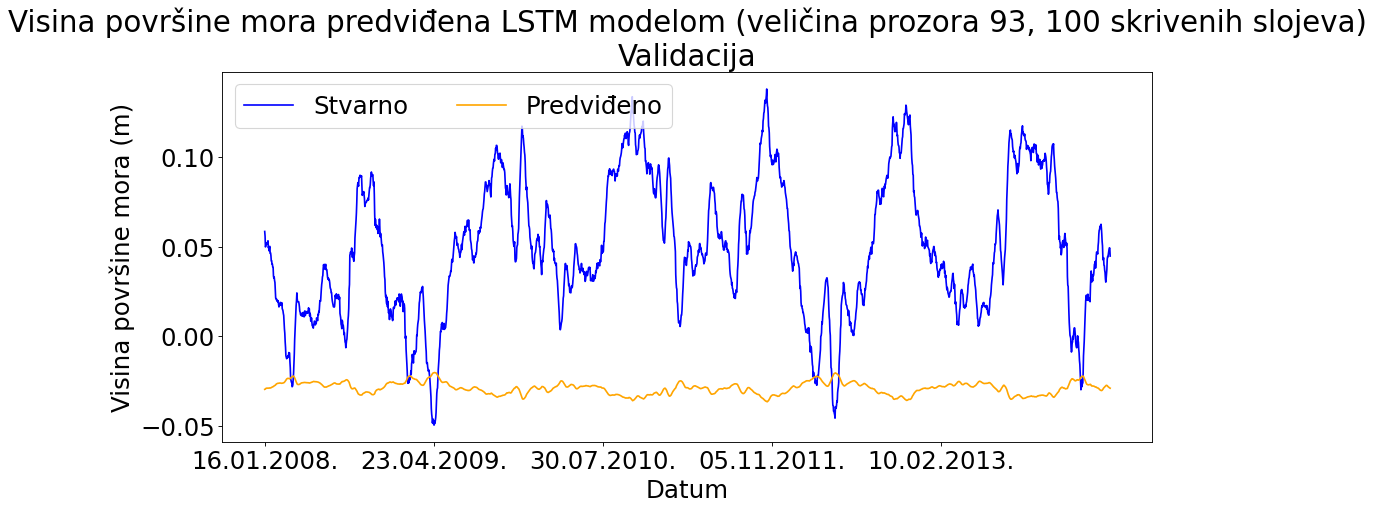 Visina površine mora predviđena LSTM modelom (veličina prozora 93, 100 skrivenih slojeva)
Validacija
Stvarno Predviđeno
Visina površine mora (m)
0.10
0.05
0.00
−0.05
16.01.2008. 23.04.2009. 30.07.2010. 05.11.2011. 10.02.2013.
Datum